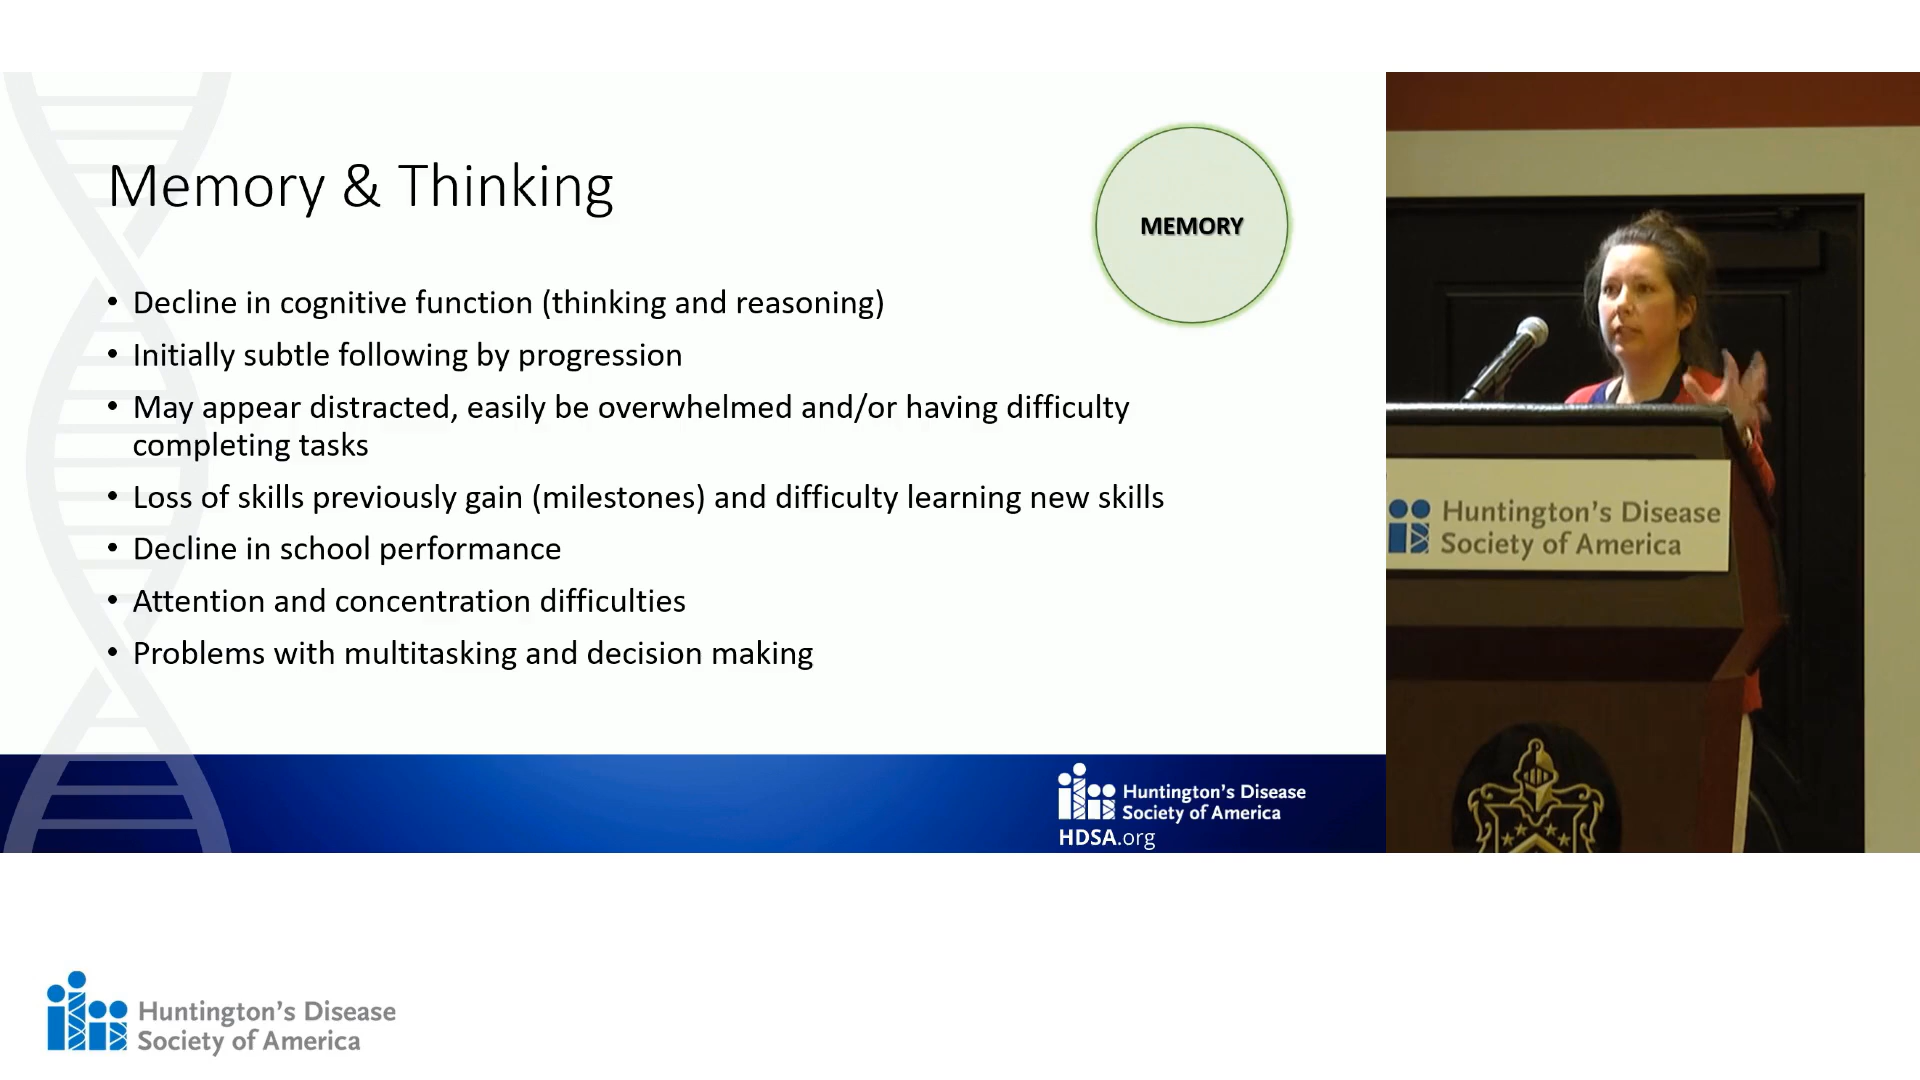 Memory & Thinking
MEMORY
• Decline in cognitive function (thinking and reasoning)
• Initially subtle following by progression
• May appear distracted, easily be overwhelmed and/or having difficulty
completing tasks
• Loss of skills previously gain (milestones) and difficulty learning new skills
• Decline in school performance
• Attention and concentration difficulties
• Problems with multitasking and decision making
Huntington's Disease
Society of America
HDSA.org
Huntington's Disease
Society of America
Huntington's Disease
Society of America